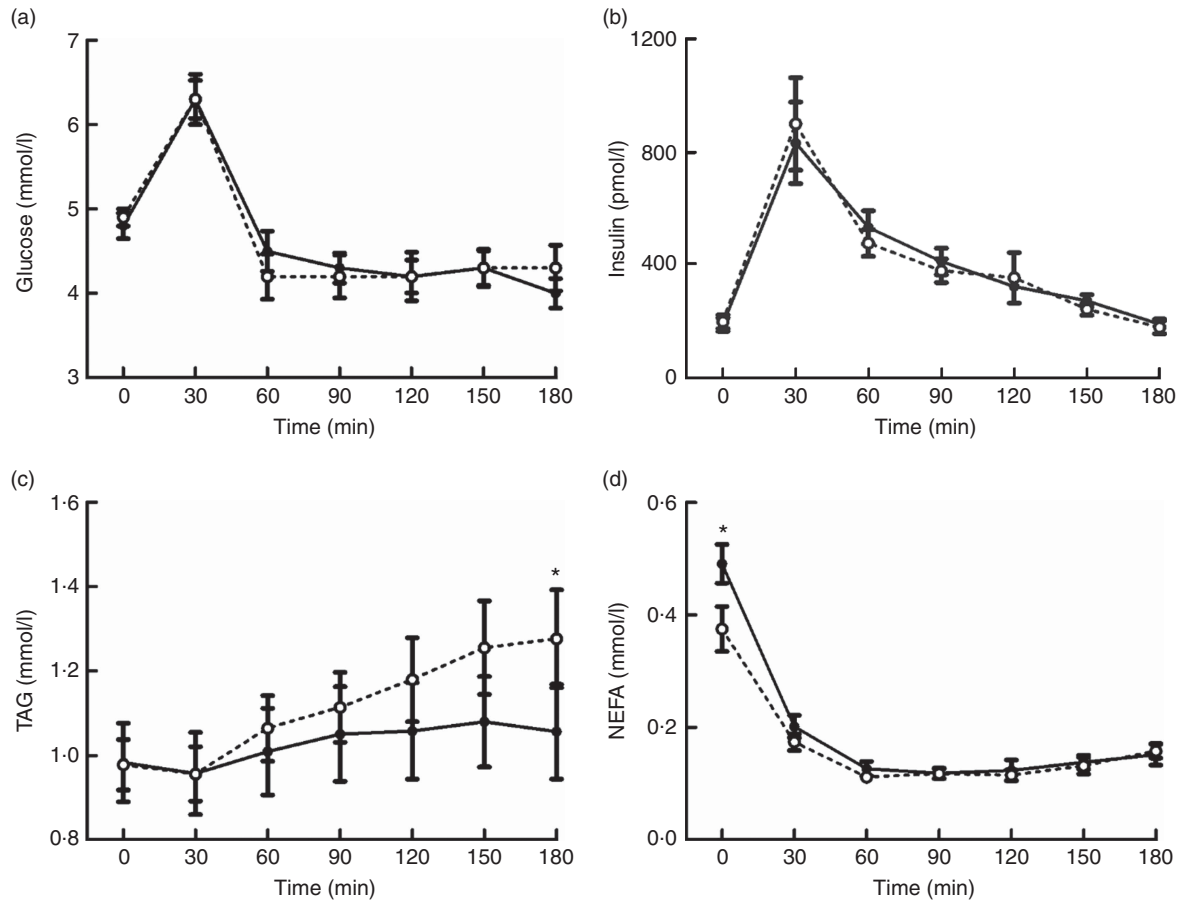 (a)
7
6
5
4
3
Glucose (mmol/l)
0 30 60 90 120 150 180
Time (min)
(b)
1200
800
400
0
Insulin (pmol/l)
0 30 60 90 120 150 180
Time (min)
(c)
1·6
1·4
1·2
1·0
0·8
TAG (mmol/l)
*
0 30 60 90 120 150 180
Time (min)
(d)
0·6
0·4
0·2
0·0
NEFA (mmol/l)
*
0 30 60 90 120 150 180
Time (min)